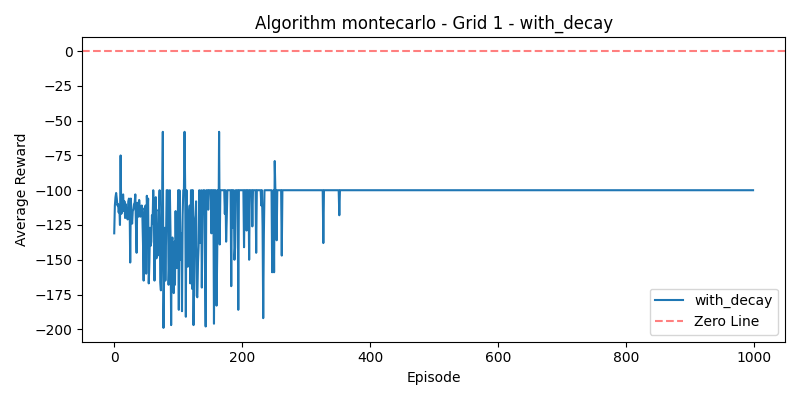 Algorithm montecarlo - Grid 1 - with_decay
Average Reward
0
−25
−50
−75
−100
−125
−150
−175
−200
0 200 400 600 800 1000
Episode
with_decay
Zero Line